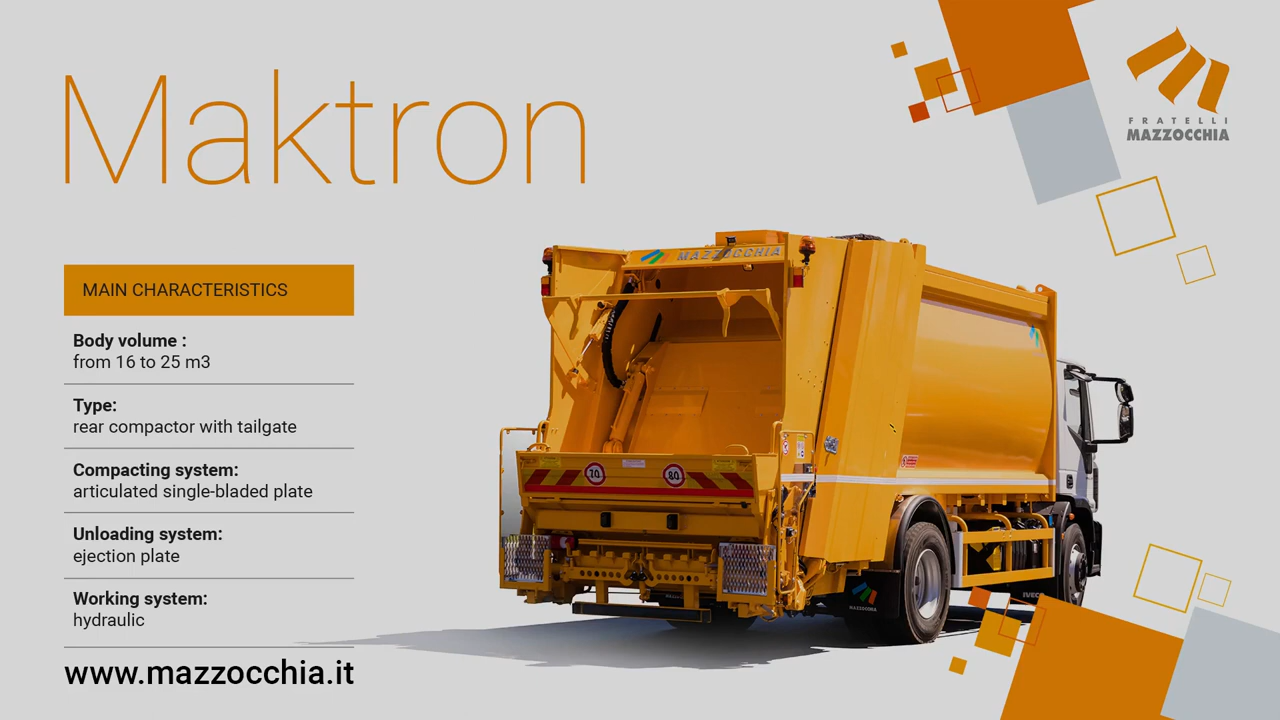 Maktron
FRATELLI
MAZZOCCHIA
MAIN CHARACTERISTICS
Body volume :
from 16 to 25 m3
Type:
rear compactor with tailgate
Compacting system:
articulated single-bladed plate
Unloading system:
ejection plate
Working system:
hydraulic
www.mazzocchia.it
MAZZOCCHIA
70
80
MAZZOCCHIA
IVECO